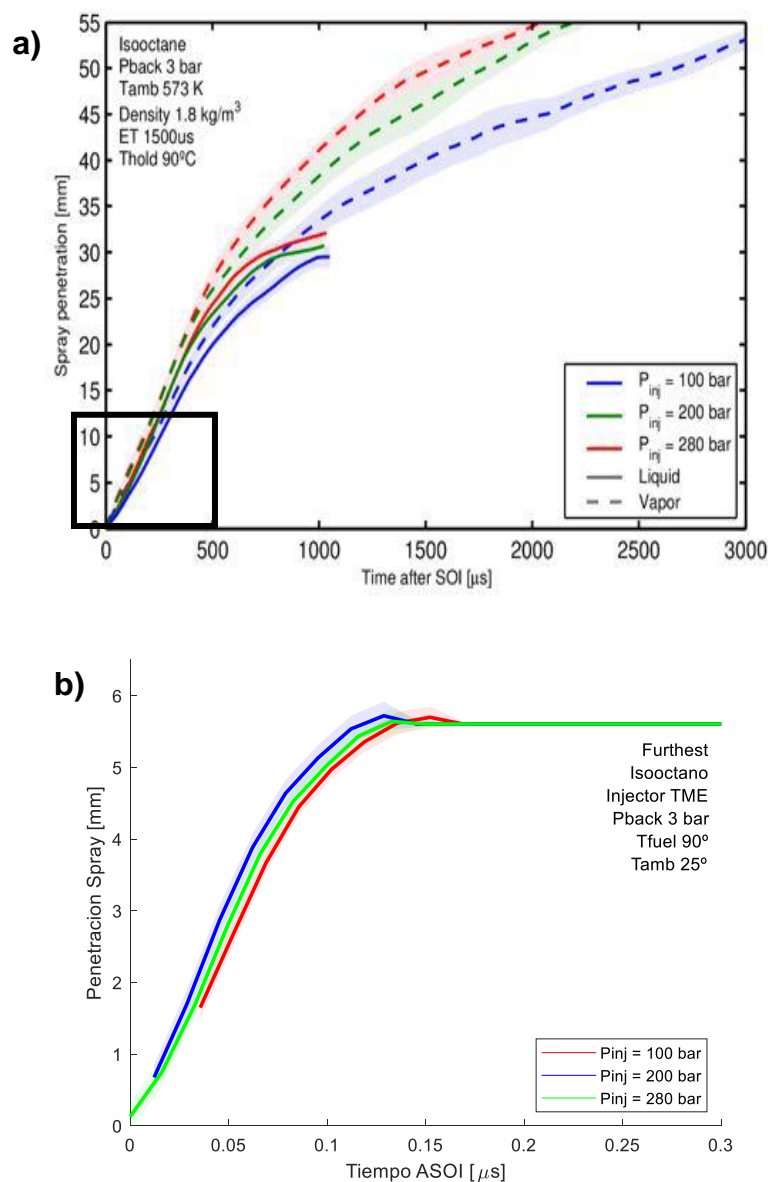 a)
55
50
45
40
35
30
25
20
15
10
5
0
Spray penetration [mm]
Isooctane
Pback 3 bar
Tamb 573 K
Density 1.8 kg/m³
ET 1500us
Thold 90ºC
P_inj = 100 bar
P_inj = 200 bar
P_inj = 280 bar
Liquid
Vapor
0 500 1000 1500 2000 2500 3000
Time after SOI [μs]
b)
6
5
4
3
2
1
0
Penetracion Spray [mm]
Furthest
Isooctano
Injector TME
Pback 3 bar
Tfuel 90º
Tamb 25º
Pinj = 100 bar
Pinj = 200 bar
Pinj = 280 bar
0 0.05 0.1 0.15 0.2 0.25 0.3
Tiempo ASOI [ μs]